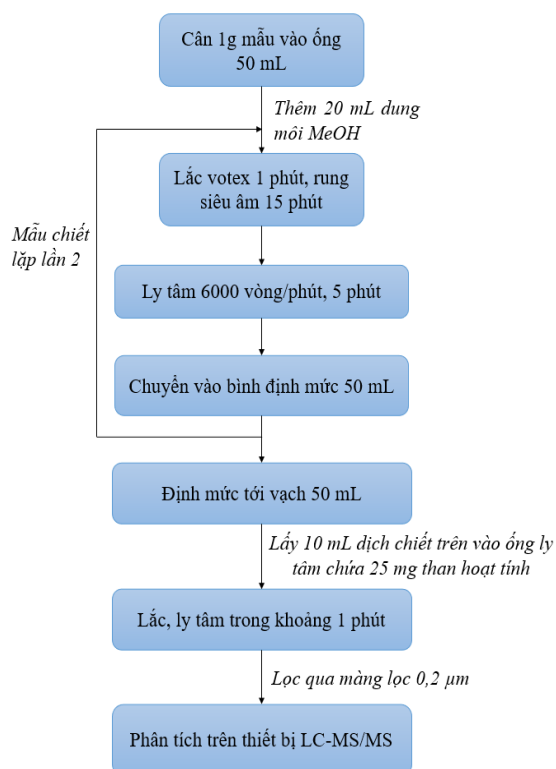 Cân 1g mẫu vào ống
50 mL
Thêm 20 mL dung
môi MeOH
Lắc votex 1 phút, rung
siêu âm 15 phút
Mẫu chiết
lặp lần 2
Ly tâm 6000 vòng/phút, 5 phút
Chuyển vào bình định mức 50 mL
Định mức tới vạch 50 mL
Lấy 10 mL dịch chiết trên vào ống ly
tâm chứa 25 mg than hoạt tính
Lắc, ly tâm trong khoảng 1 phút
Lọc qua màng lọc 0,2 µm
Phân tích trên thiết bị LC-MS/MS